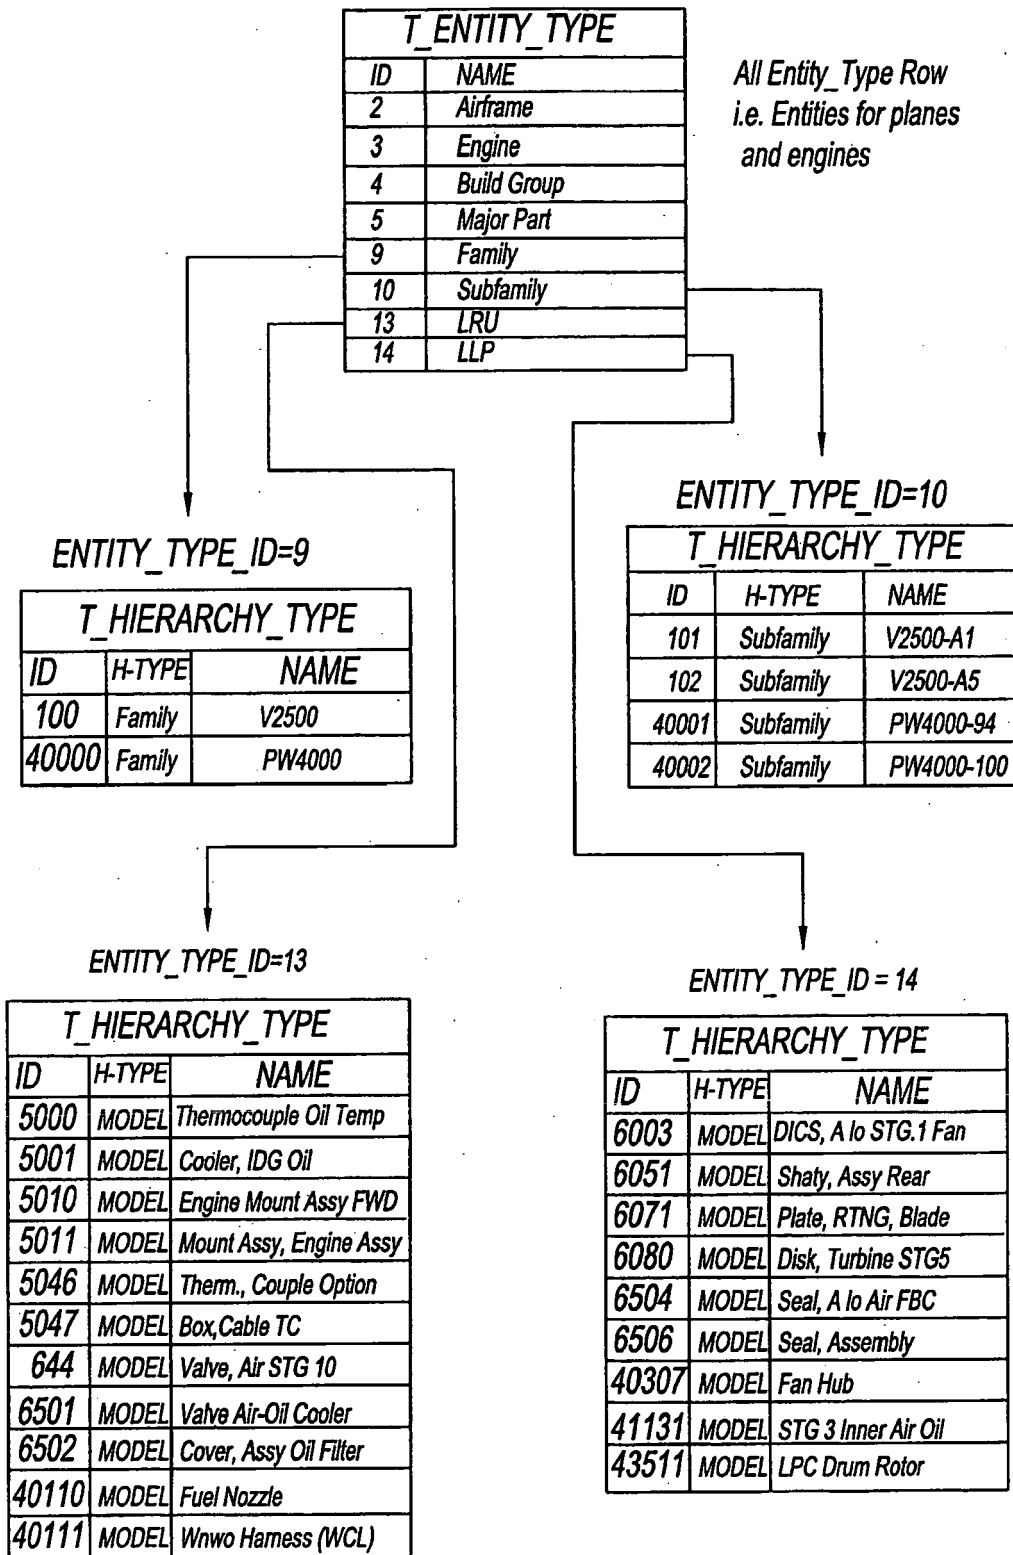 T_ENTITY_TYPE
ID NAME
2 Airframe
3 Engine
4 Build Group
5 Major Part
9 Family
10 Subfamily
13 LRU
14 LLP
All Entity_Type Row
i.e. Entities for planes
and engines
ENTITY_TYPE_ID=9
T_HIERARCHY_TYPE
ID H-TYPE NAME
100 Family V2500
40000 Family PW4000
ENTITY_TYPE_ID=10
T_HIERARCHY_TYPE
ID H-TYPE NAME
101 Subfamily V2500-A1
102 Subfamily V2500-A5
40001 Subfamily PW4000-94
40002 Subfamily PW4000-100
ENTITY_TYPE_ID=13
T_HIERARCHY_TYPE
ID H-TYPE NAME
5000 MODEL Thermocouple Oil Temp
5001 MODEL Cooler, IDG Oil
5010 MODEL Engine Mount Assy FWD
5011 MODEL Mount Assy, Engine Assy
5046 MODEL Therm., Couple Option
5047 MODEL Box,Cable TC
644 MODEL Valve, Air STG 10
6501 MODEL Valve Air-Oil Cooler
6502 MODEL Cover, Assy Oil Filter
40110 MODEL Fuel Nozzle
40111 MODEL Wnwo Harness (WCL)
ENTITY_TYPE_ID = 14
T_HIERARCHY_TYPE
ID H-TYPE NAME
6003 MODEL DICS, A lo STG.1 Fan
6051 MODEL Shaty, Assy Rear
6071 MODEL Plate, RTNG, Blade
6080 MODEL Disk, Turbine STG5
6504 MODEL Seal, A lo Air FBC
6506 MODEL Seal, Assembly
40307 MODEL Fan Hub
41131 MODEL STG 3 Inner Air Oil
43511 MODEL LPC Drum Rotor